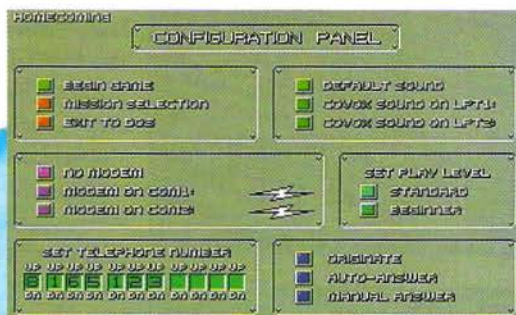 HOMECOMING
CONFIGURATION PANEL
BEGIN GAME
MISSION SELECTION
EXIT TO DOS
DEFAULT SOUND
COVOX SOUND ON LPT1:
COVOX SOUND ON LPT2:
NO MODEM
MODEM ON COM1:
MODEM ON COM2:
SET PLAY LEVEL
STANDARD
BEGINNER
SET TELEPHONE NUMBER
UP UP UP UP UP UP UP UP UP UP UP
8 1 6 5 1 2 3
DN DN DN DN DN DN DN DN DN DN DN
ORIGINATE
AUTO-ANSWER
MANUAL ANSWER